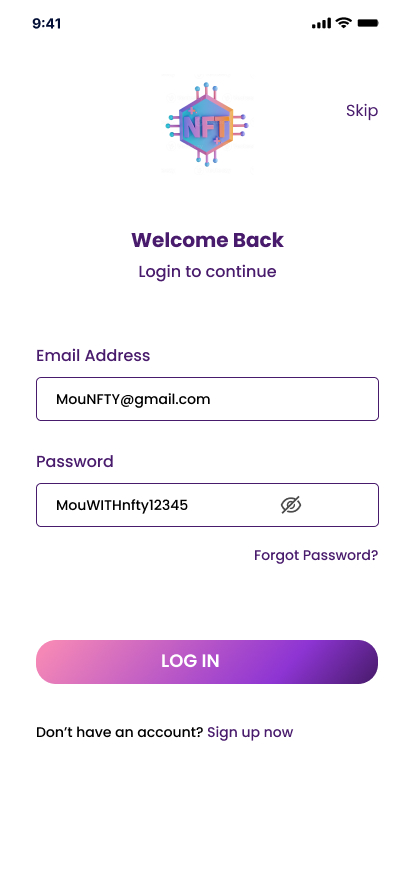 9:41
NFT
Skip
Welcome Back
Login to continue
Email Address
MouNFTY@gmail.com
Password
MouWITHnfty12345
Forgot Password?
LOG IN
Don’t have an account? Sign up now